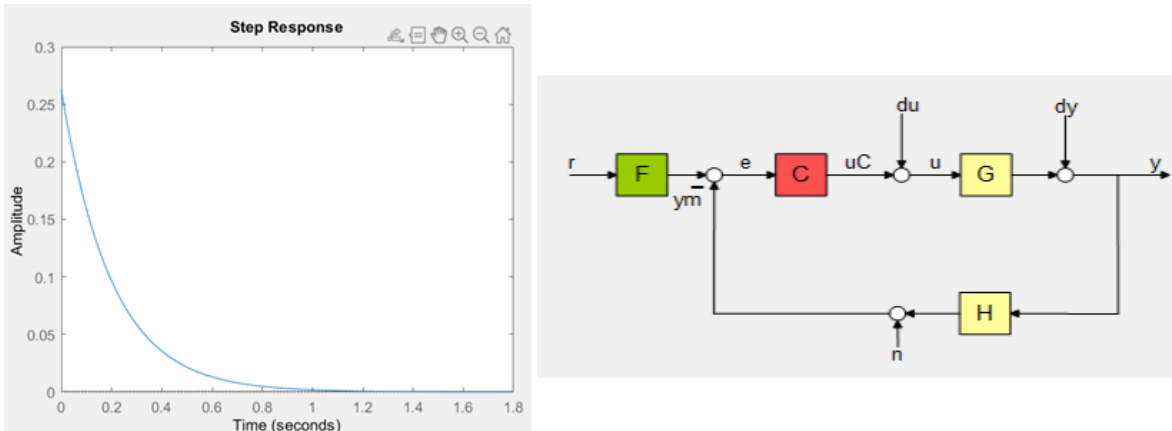 Step Response
Amplitude
0.3
0.25
0.2
0.15
0.1
0.05
0
0 0.2 0.4 0.6 0.8 1 1.2 1.4 1.6 1.8
Time (seconds)
du dy
r F e C uC u G y
ym
−
H
n